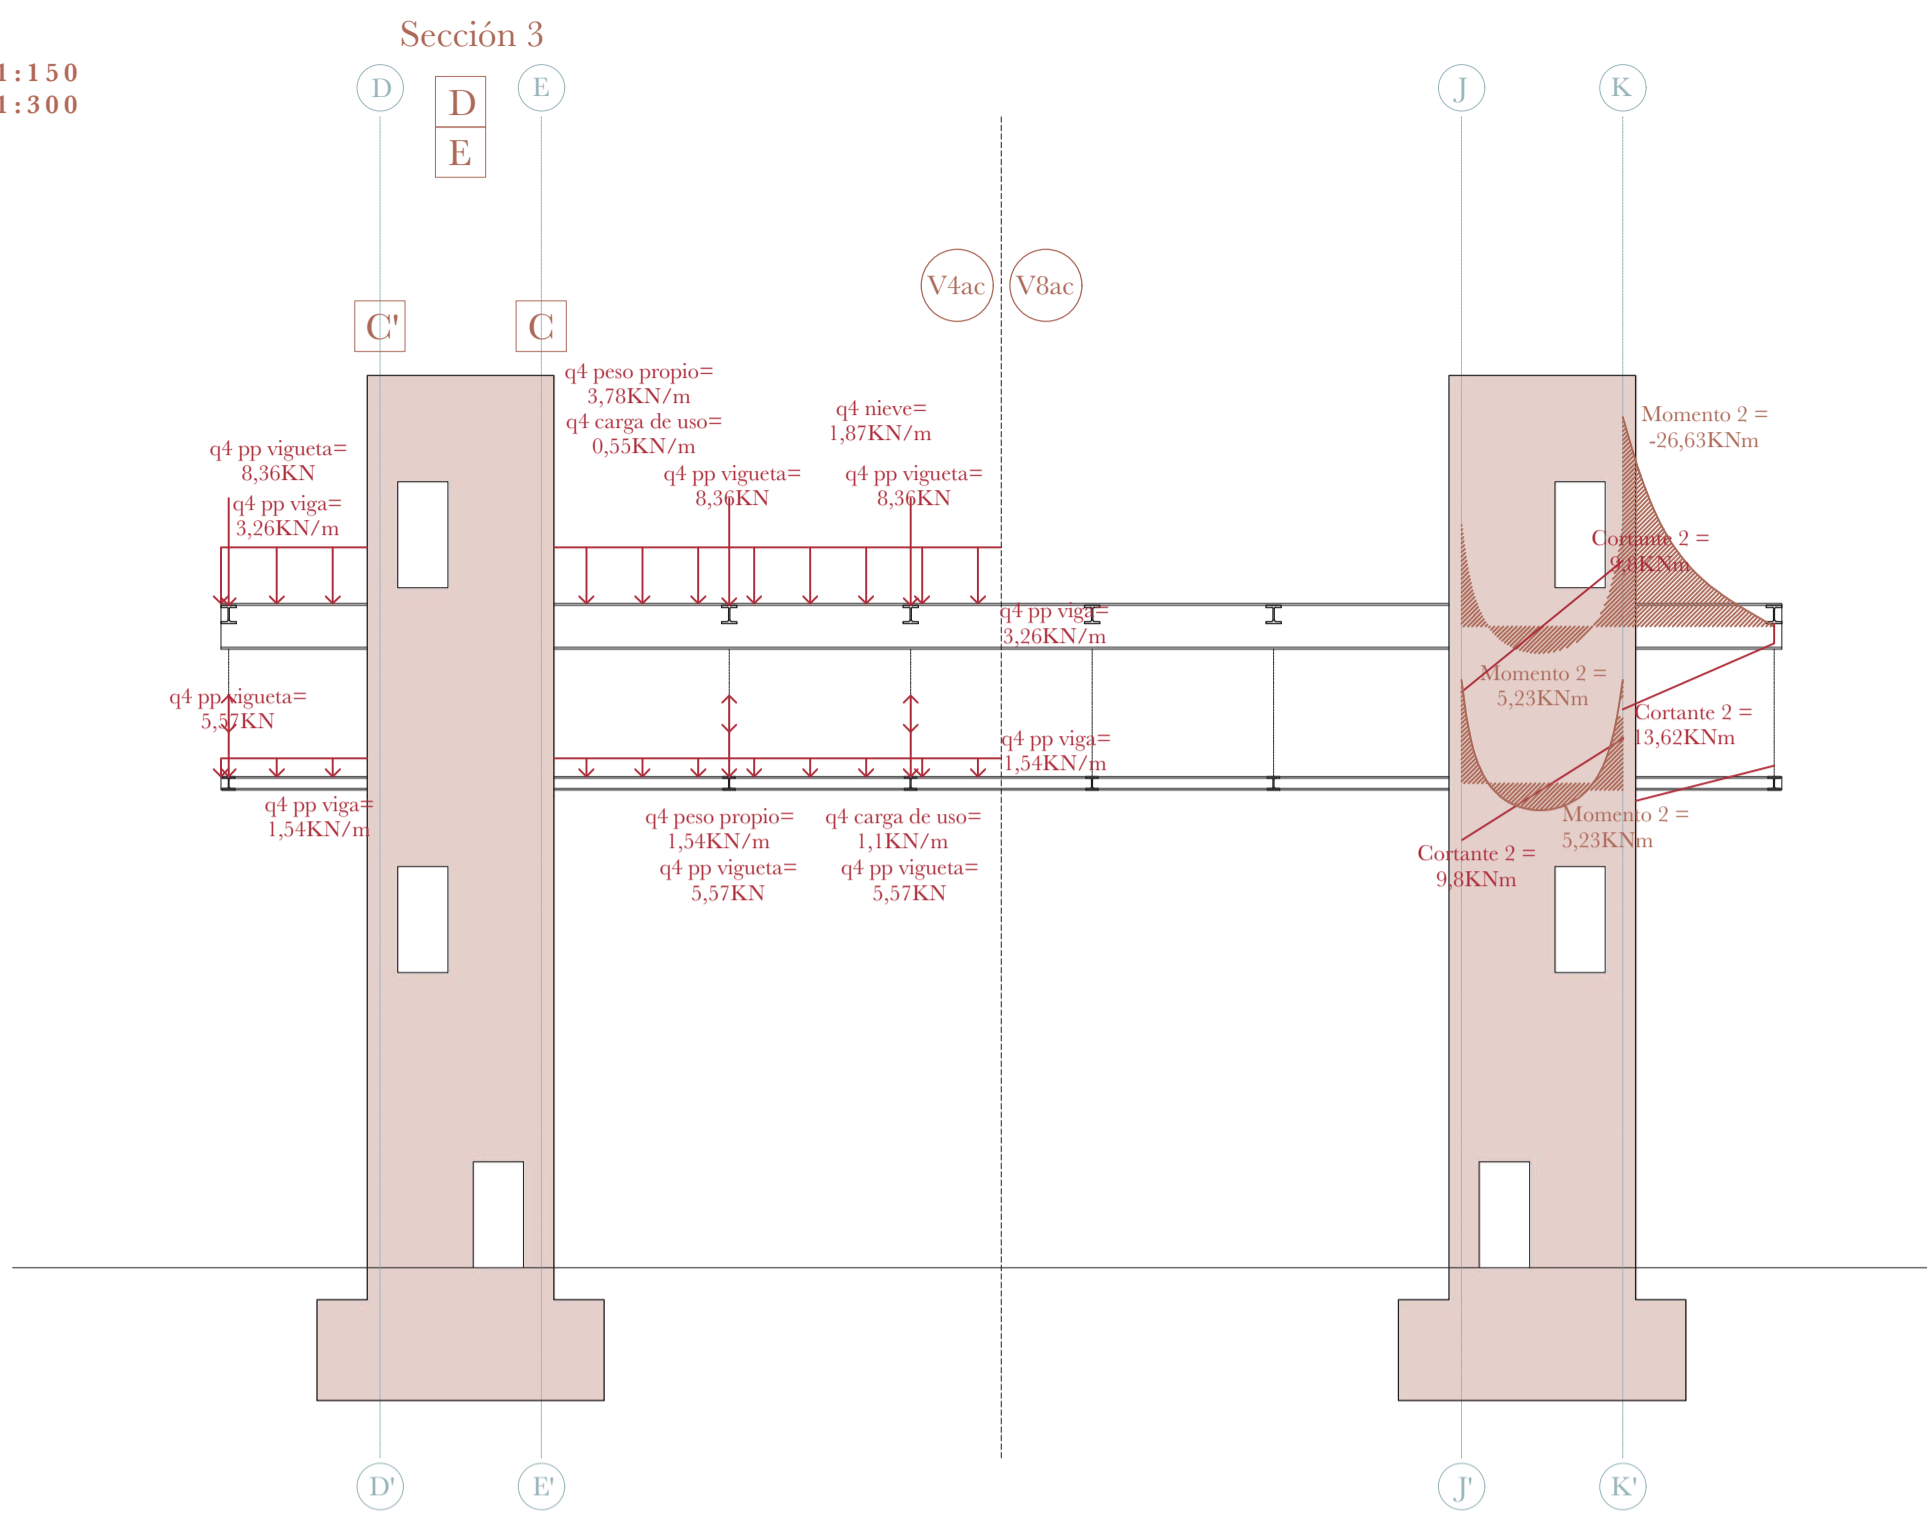 Sección 3
1:150
1:300
D
E
J
K
D
E
V4ac
V8ac
C'
C
q4 peso propio=
3,78KN/m
q4 carga de uso=
0,55KN/m
q4 nieve=
1,87KN/m
Momento 2 =
-26,63KNm
q4 pp vigueta=
8,36KN
q4 pp vigueta=
8,36KN
q4 pp vigueta=
8,36KN
q4 pp viga=
3,26KN/m
Cortante 2 =
9,8KNm
q4 pp viga=
3,26KN/m
Momento 2 =
5,23KNm
q4 pp vigueta=
5,57KN
Cortante 2 =
13,62KNm
q4 pp viga=
1,54KN/m
q4 pp viga=
1,54KN/m
q4 peso propio=
1,54KN/m
q4 pp vigueta=
5,57KN
q4 carga de uso=
1,1KN/m
q4 pp vigueta=
5,57KN
Momento 2 =
5,23KNm
Cortante 2 =
9,8KNm
D'
E'
J'
K'